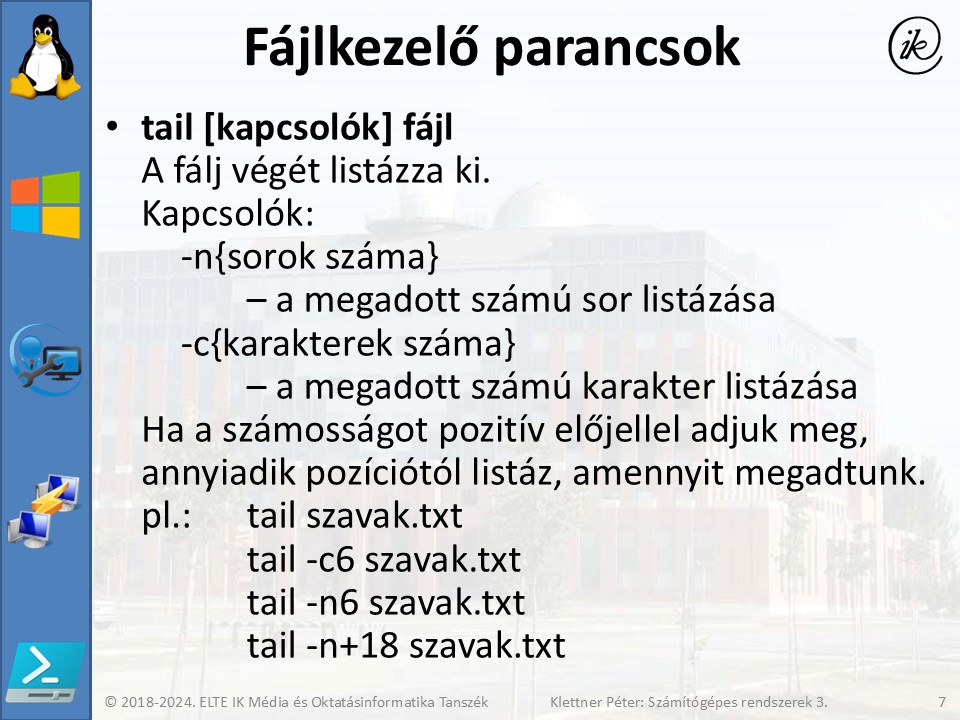 Fájlkezelő parancsok
ik
• tail [kapcsolók] fájl
A fálj végét listázza ki.
Kapcsolók:
-n{sorok száma}
– a megadott számú sor listázása
-c{karakterek száma}
– a megadott számú karakter listázása
Ha a számosságot pozitív előjellel adjuk meg,
annyiadik pozíciótól listáz, amennyit megadtunk.
pl.: tail szavak.txt
tail -c6 szavak.txt
tail -n6 szavak.txt
tail -n+18 szavak.txt
© 2018-2024. ELTE IK Média és Oktatásinformatika Tanszék Klettner Péter: Számítógépes rendszerek 3. 7